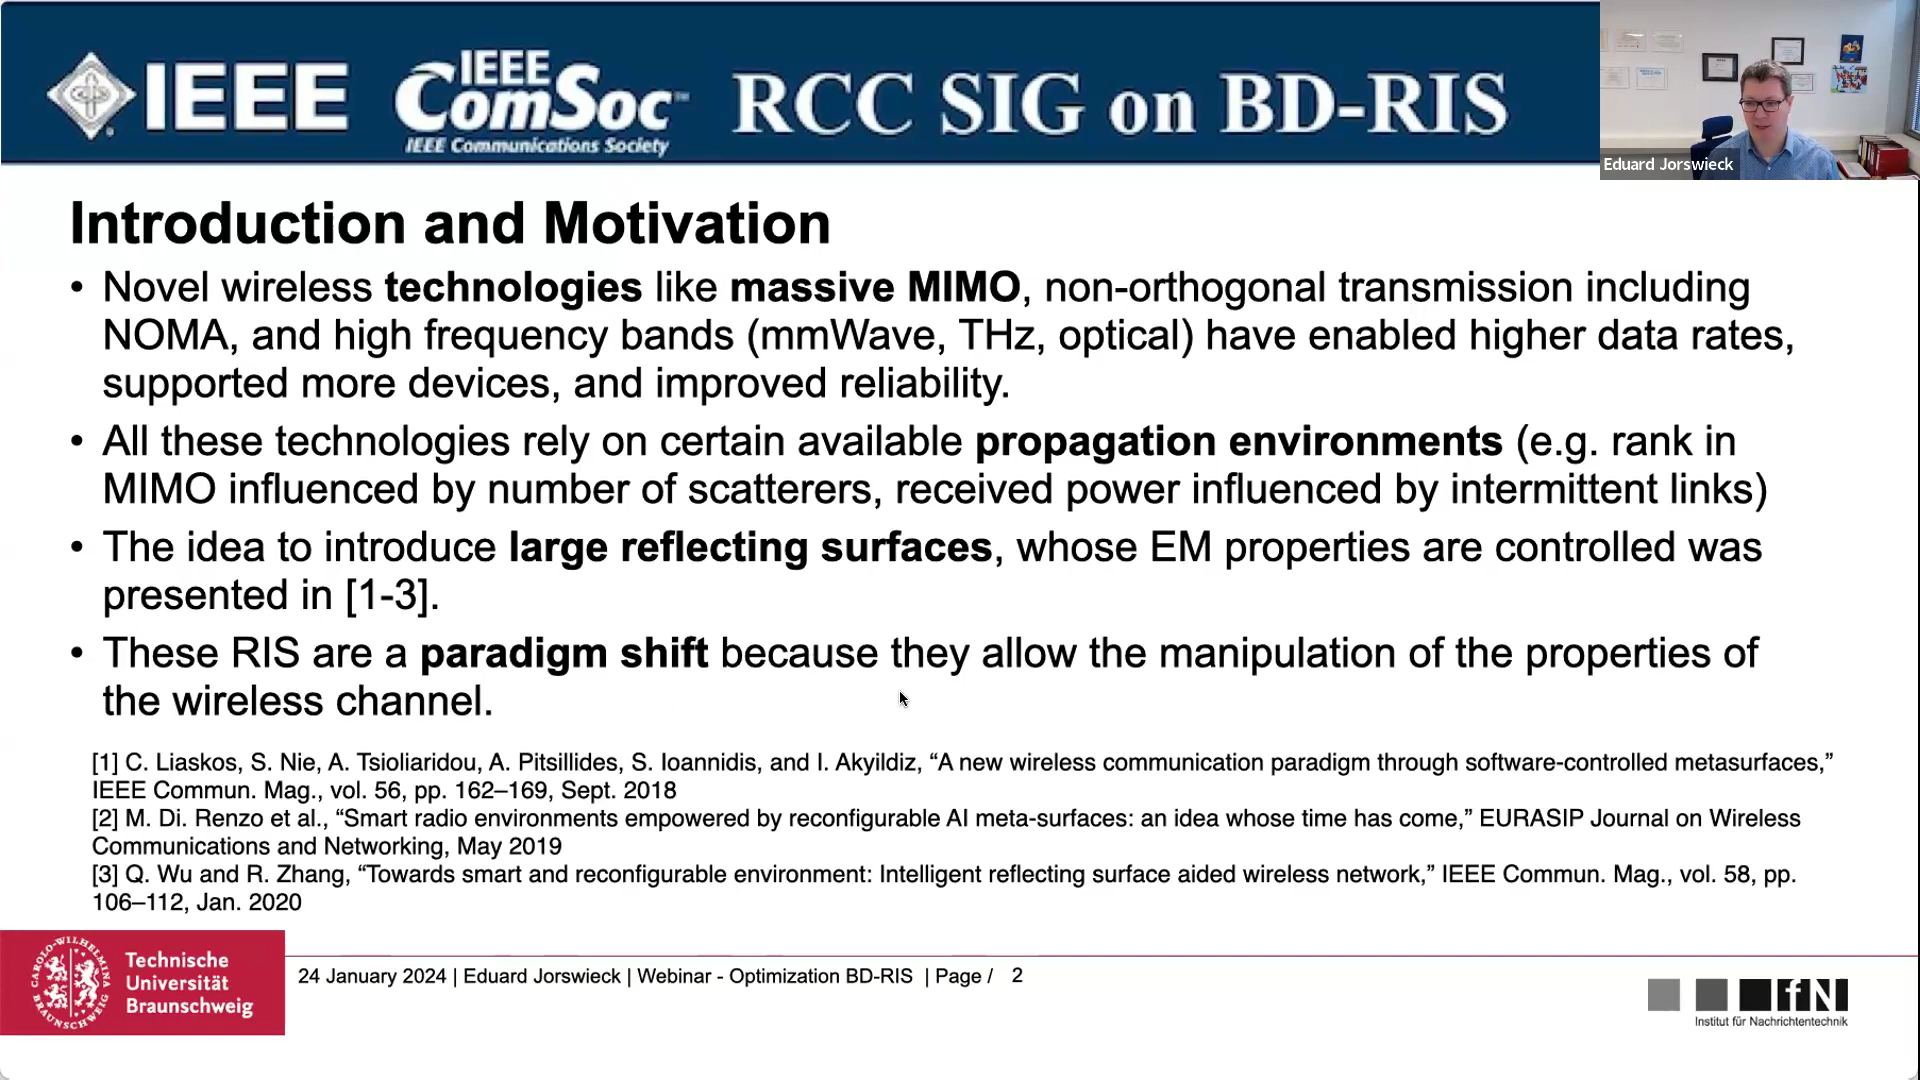 IEEE
IEEE
ComSoc™
IEEE Communications Society
RCC SIG on BD-RIS
Eduard Jorswieck
Introduction and Motivation
• Novel wireless technologies like massive MIMO, non-orthogonal transmission including
NOMA, and high frequency bands (mmWave, THz, optical) have enabled higher data rates,
supported more devices, and improved reliability.
• All these technologies rely on certain available propagation environments (e.g. rank in
MIMO influenced by number of scatterers, received power influenced by intermittent links)
• The idea to introduce large reflecting surfaces, whose EM properties are controlled was
presented in [1-3].
• These RIS are a paradigm shift because they allow the manipulation of the properties of
the wireless channel.
[1] C. Liaskos, S. Nie, A. Tsioliaridou, A. Pitsillides, S. Ioannidis, and I. Akyildiz, “A new wireless communication paradigm through software-controlled metasurfaces,”
IEEE Commun. Mag., vol. 56, pp. 162–169, Sept. 2018
[2] M. Di. Renzo et al., “Smart radio environments empowered by reconfigurable AI meta-surfaces: an idea whose time has come,” EURASIP Journal on Wireless
Communications and Networking, May 2019
[3] Q. Wu and R. Zhang, “Towards smart and reconfigurable environment: Intelligent reflecting surface aided wireless network,” IEEE Commun. Mag., vol. 58, pp.
106–112, Jan. 2020
CAROLO-WILHELMINA
BRAUNSCHWEIG
Technische
Universität
Braunschweig
24 January 2024 | Eduard Jorswieck | Webinar - Optimization BD-RIS | Page / 2
IfN
Institut für Nachrichtentechnik